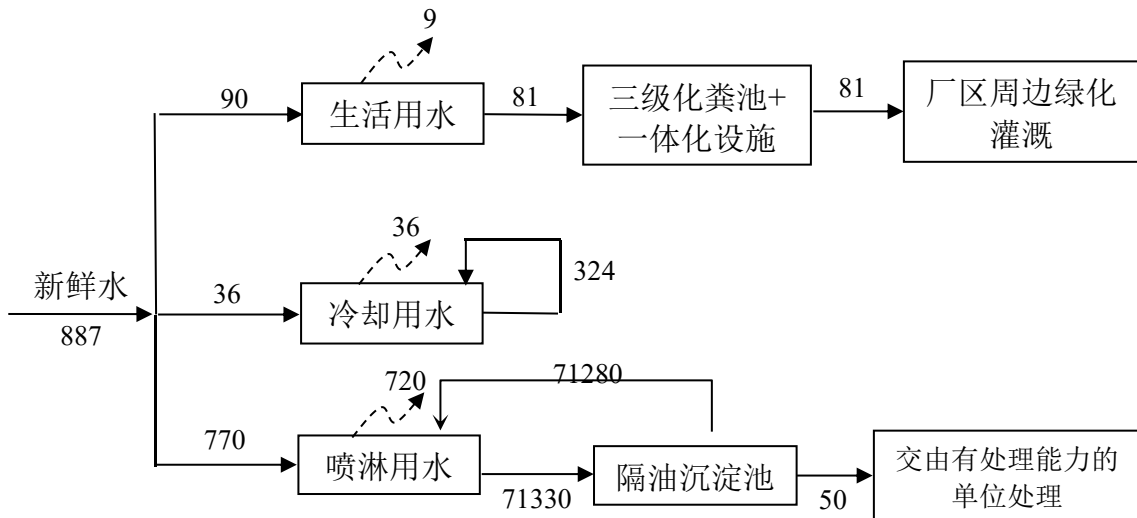 9
90
生活用水
81
三级化粪池+
一体化设施
81
厂区周边绿化
灌溉
36
324
新鲜水
887
36
冷却用水
720
71280
770
喷淋用水
71330
隔油沉淀池
50
交由有处理能力的
单位处理